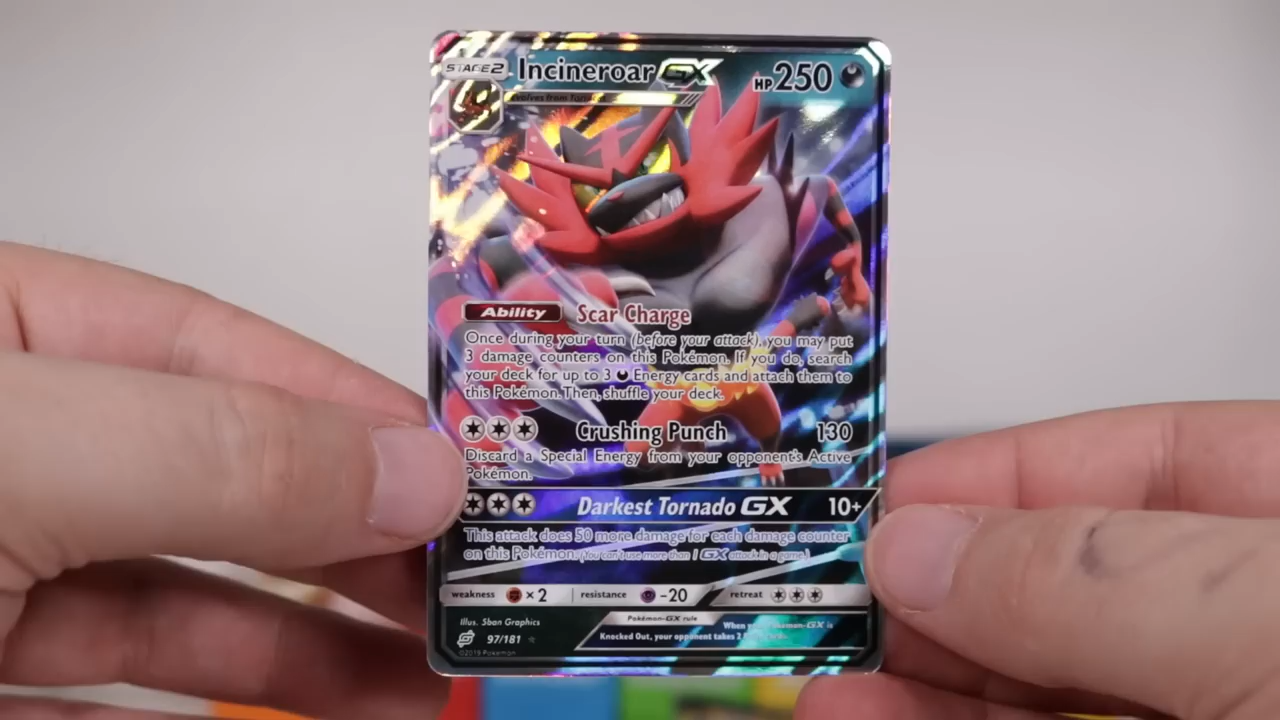 STAGE2 Incineroar GX HP 250
Evolves from Torracat
Ability Scar Charge
Once during your turn (before your attack), you may put
3 damage counters on this Pokémon. If you do, search
your deck for up to 3 Energy cards and attach them to
this Pokémon. Then, shuffle your deck.
Crushing Punch 130
Discard a Special Energy from your opponent's Active
Pokémon.
Darkest Tornado GX 10+
This attack does 50 more damage for each damage counter
on this Pokémon. (You can't use more than 1 GX attack in a game.)
weakness ×2 resistance -20 retreat
Illus. 5ban Graphics
Pokémon-GX rule
When your Pokémon-GX is
97/181
Knocked Out, your opponent takes 2
©2019 Pokémon